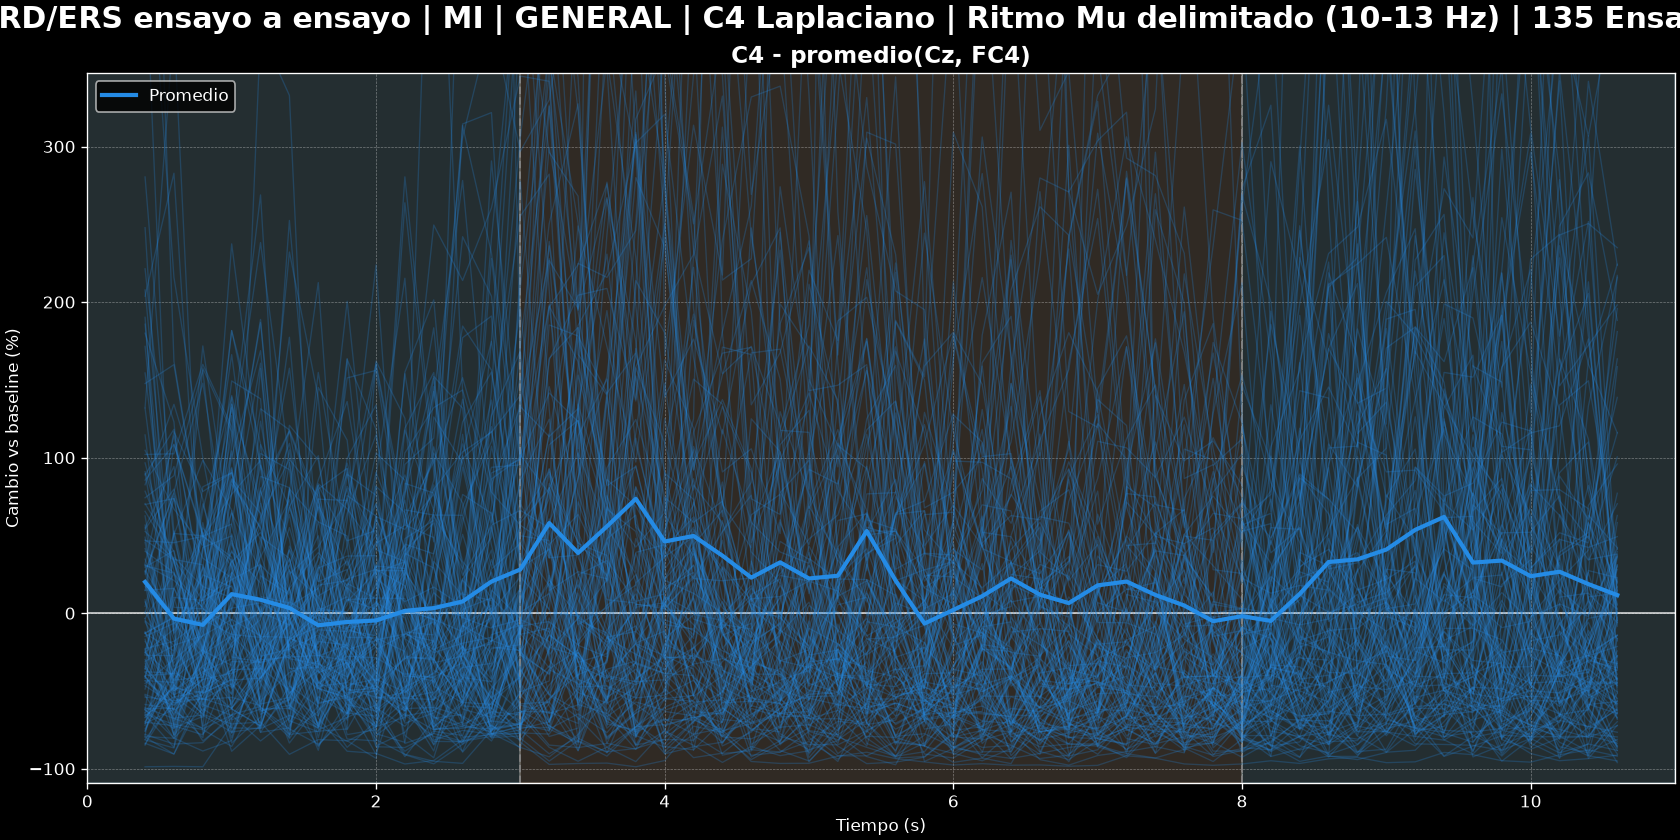 RD/ERS ensayo a ensayo | MI | GENERAL | C4 Laplaciano | Ritmo Mu delimitado (10-13 Hz) | 135 Ensa
C4 - promedio(Cz, FC4)
Promedio
300
200
100
0
−100
Cambio vs baseline (%)
0 2 4 6 8 10
Tiempo (s)